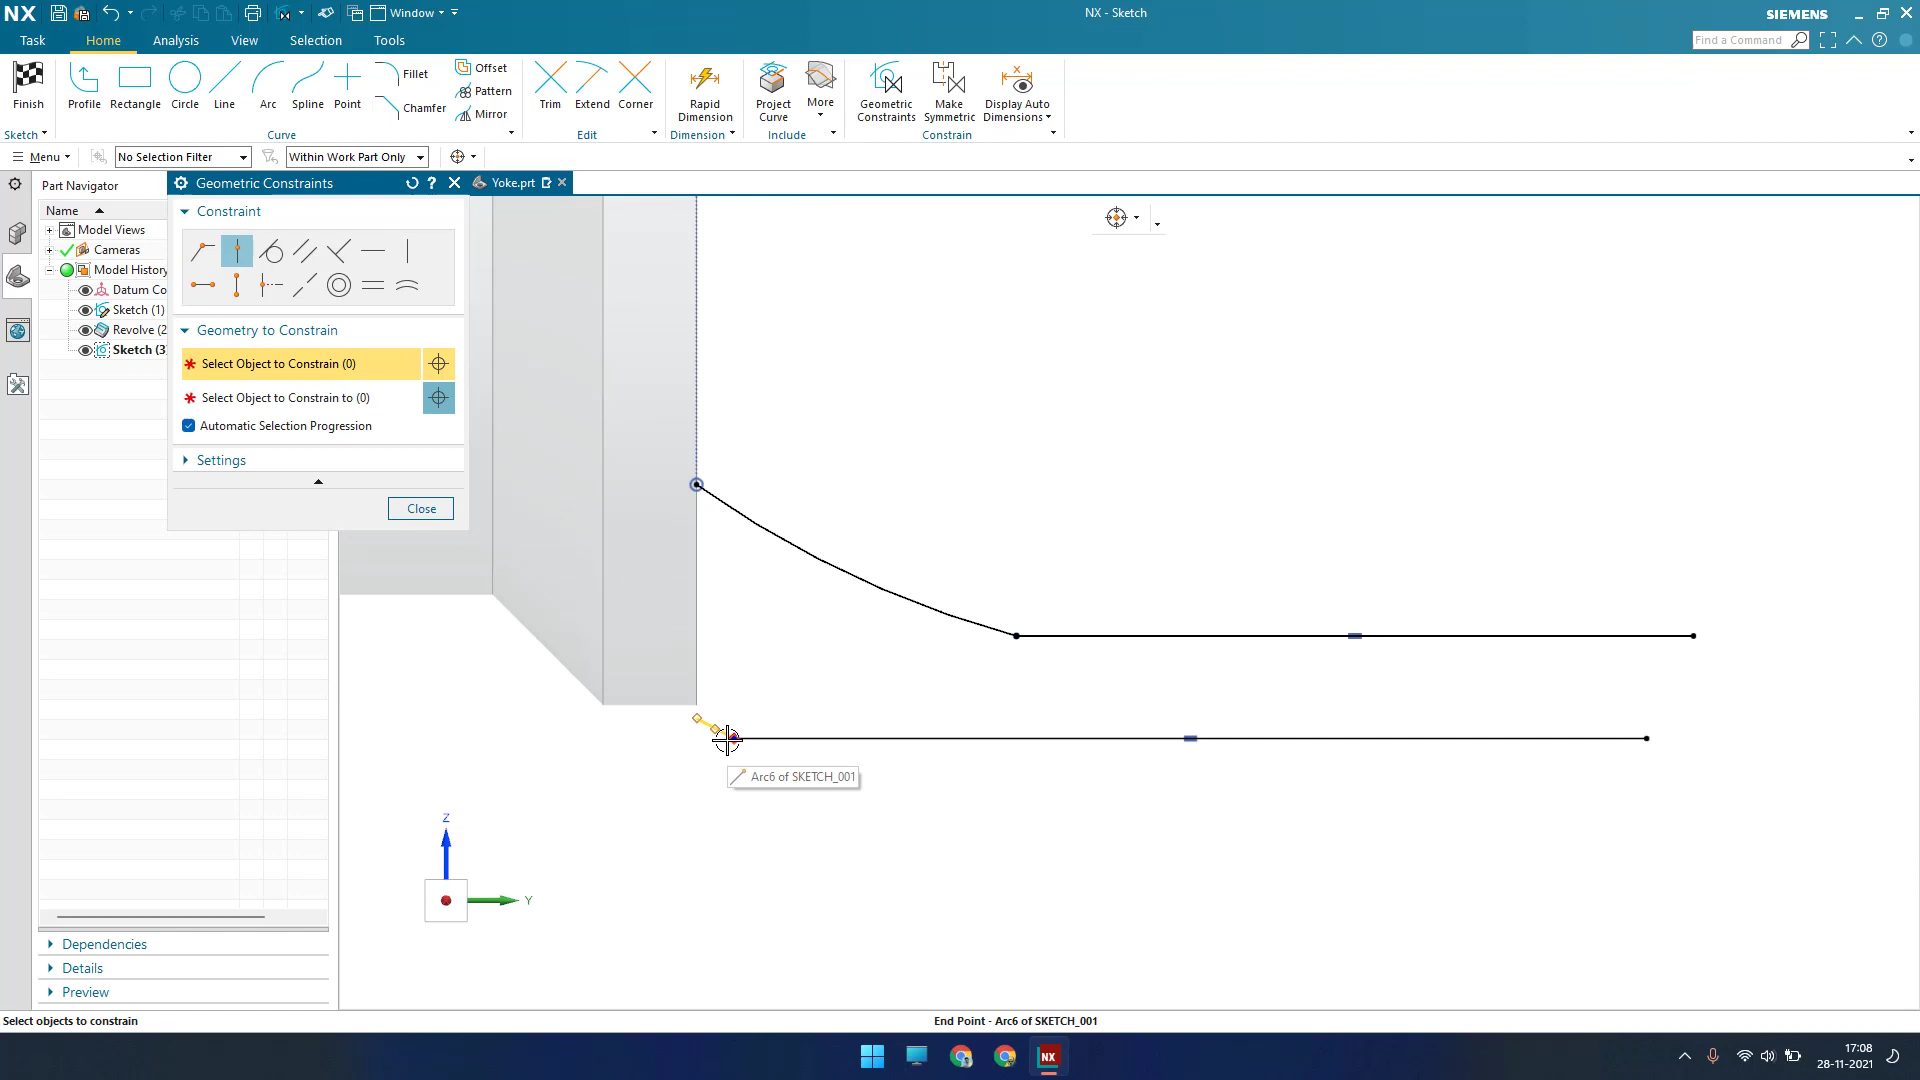 NX
Window
NX - Sketch
SIEMENS
Task
Home
Analysis
View
Selection
Tools
Find a Command
Finish
Profile
Rectangle
Circle
Line
Arc
Spline
Point
Fillet
Chamfer
Offset
Pattern
Mirror
Trim
Extend
Corner
Rapid
Dimension
Project
Curve
More
Geometric
Constraints
Make
Symmetric
Display Auto
Dimensions
Sketch
Curve
Edit
Dimension
Include
Constrain
Menu
No Selection Filter
Within Work Part Only
Part Navigator
Geometric Constraints
Yoke.prt
Name
Constraint
Model Views
Cameras
Model History
Datum Co
Sketch (1)
Revolve (2
Sketch (3)
Geometry to Constrain
* Select Object to Constrain (0)
* Select Object to Constrain to (0)
Automatic Selection Progression
Settings
Close
Arc6 of SKETCH_001
Z
Y
Dependencies
Details
Preview
Select objects to constrain
End Point - Arc6 of SKETCH_001
NX
17:08
28-11-2021